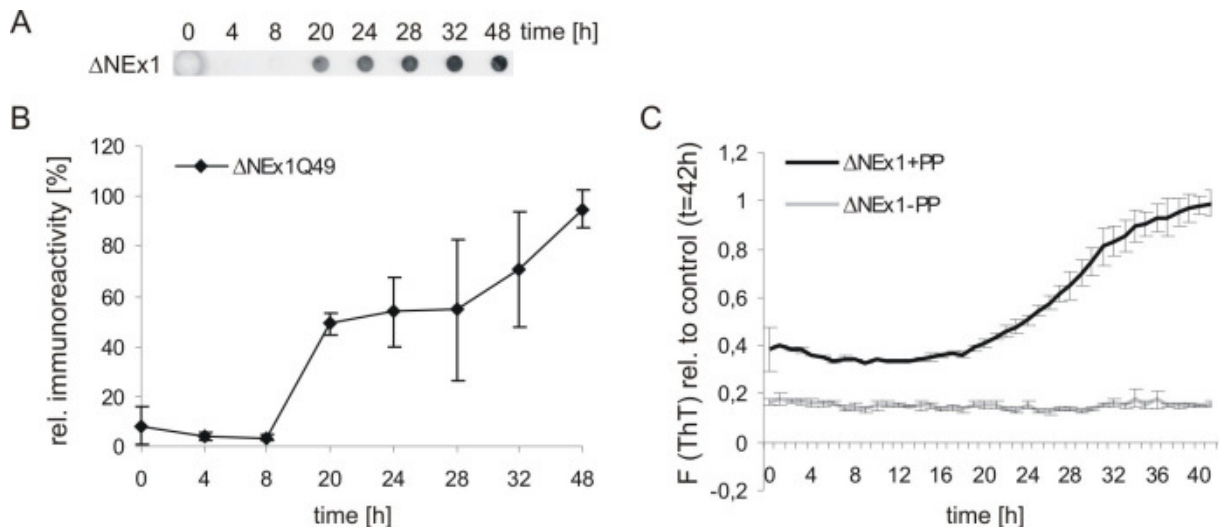 A
0 4 8 20 24 28 32 48 time [h]
ΔNEx1
B
rel. immunoreactivity [%]
120
100
80
60
40
20
0
ΔNEx1Q49
0 4 8 20 24 28 32 48
time [h]
C
F (ThT) rel. to control (t=42h)
1,2
1
0,8
0,6
0,4
0,2
0
-0,2
ΔNEx1+PP
ΔNEx1-PP
0 4 8 12 16 20 24 28 32 36 40
time [h]